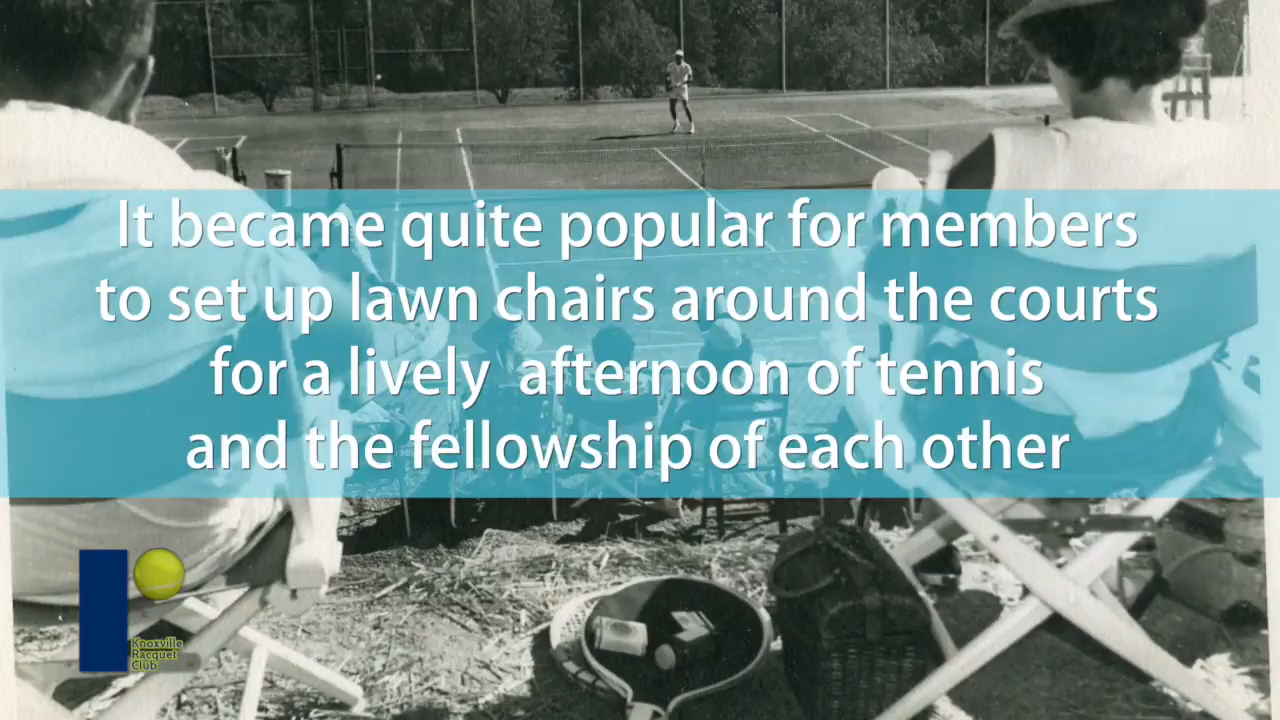 It became quite popular for members
to set up lawn chairs around the courts
for a lively  afternoon of tennis
and the fellowship of each other
Knoxville
Racquet
Club